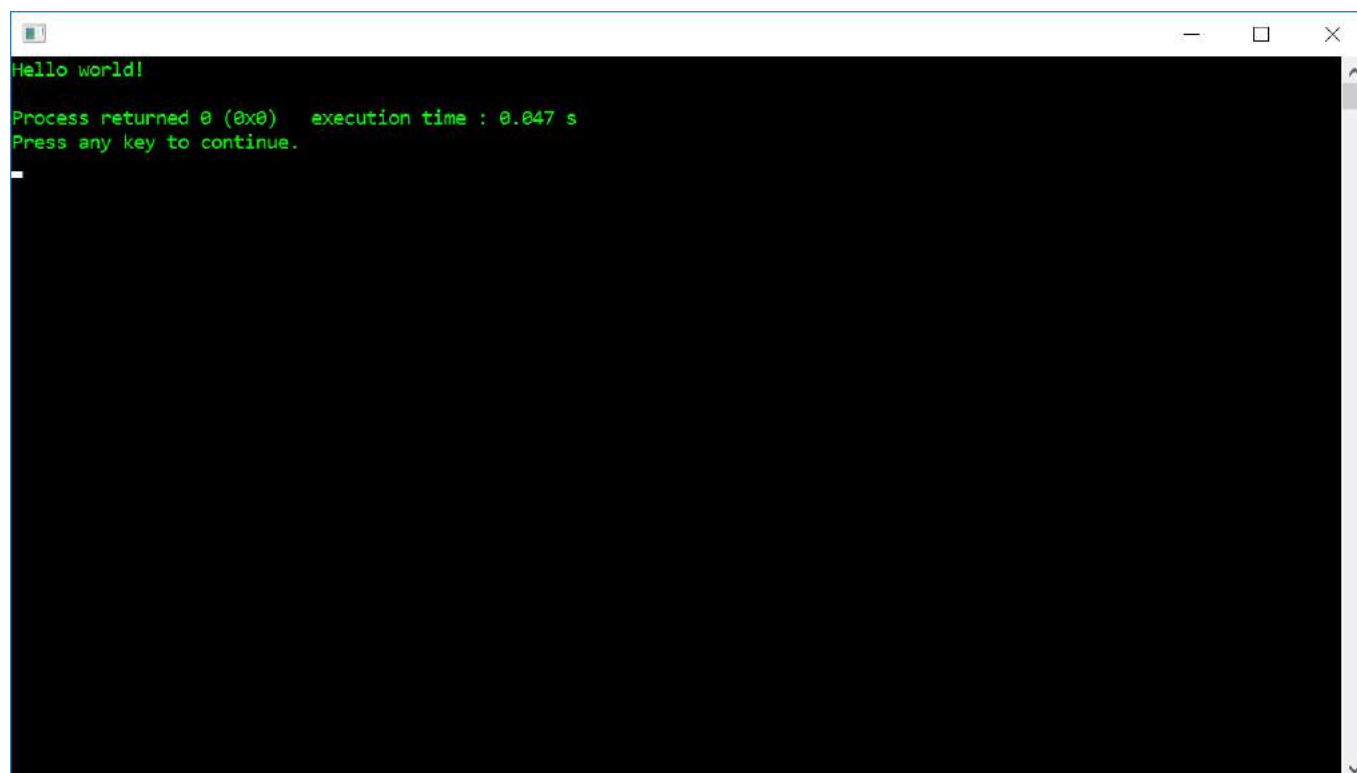 Hello world!
Process returned 0 (0x0)   execution time : 0.047 s
Press any key to continue.